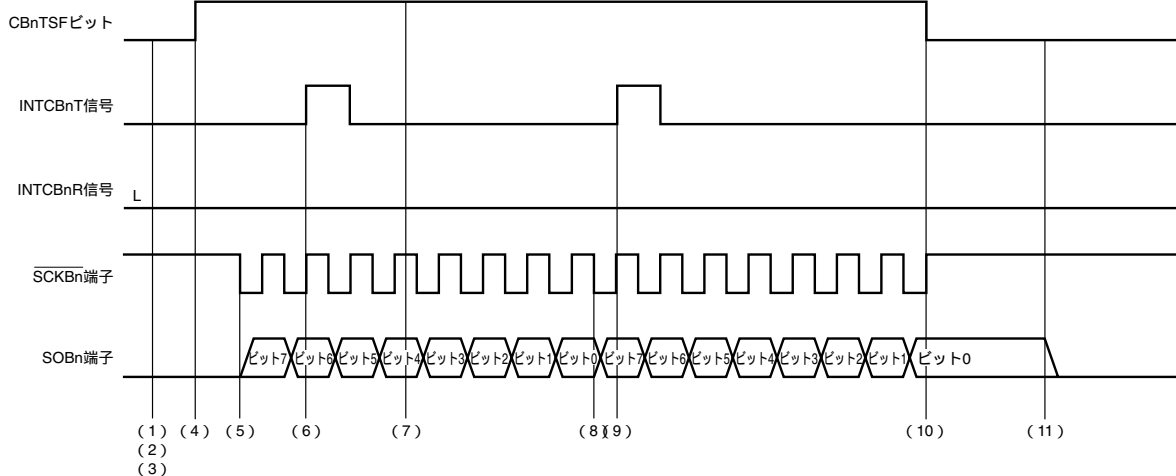 CBnTSFビット
INTCBnT信号
INTCBnR信号
L
SCKBn端子
SOBn端子
ビット7 ビット6 ビット5 ビット4 ビット3 ビット2 ビット1 ビット0 ビット7 ビット6 ビット5 ビット4 ビット3 ビット2 ビット1 ビット0
(1) (4) (5) (6) (7) (8)(9) (10) (11)
(2)
(3)